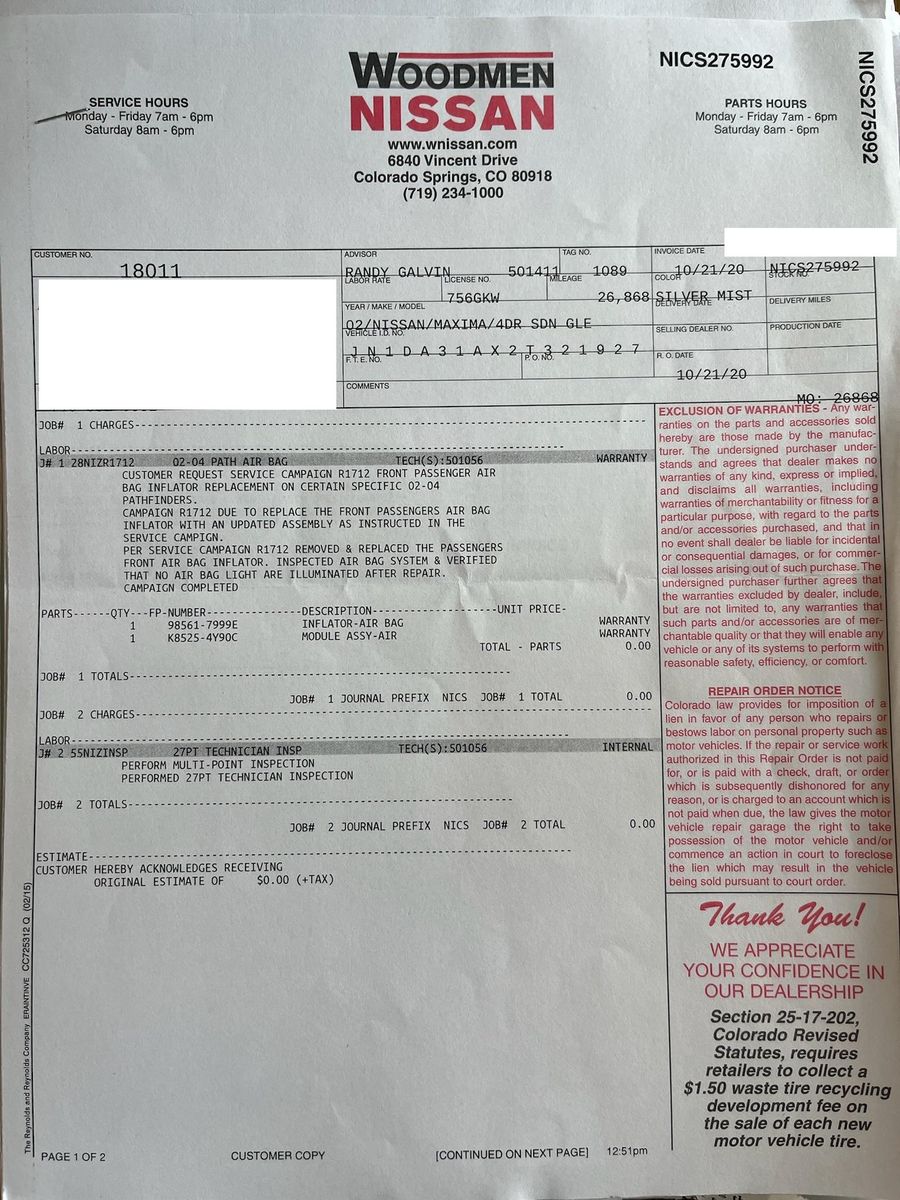 WOODMEN
NISSAN
www.wnissan.com
6840 Vincent Drive
Colorado Springs, CO 80918
(719) 234-1000
SERVICE HOURS
Monday - Friday 7am - 6pm
Saturday 8am - 6pm
NICS275992
NICS275992
PARTS HOURS
Monday - Friday 7am - 6pm
Saturday 8am - 6pm
CUSTOMER NO.
18011
ADVISOR
RANDY GALVIN 501411
TAG NO.
1089
INVOICE DATE
10/21/20
NICS275992
LABOR RATE
LICENSE NO.
756GKW
MILEAGE
26,868
COLOR
SILVER MIST
STOCK NO.
YEAR / MAKE / MODEL
02/NISSAN/MAXIMA/4DR SDN GLE
DELIVERY DATE
DELIVERY MILES
VEHICLE I.D. NO.
J N 1 D A 3 1 A X 2 T 3 2 1 9 2 7
SELLING DEALER NO.
PRODUCTION DATE
F. T. E. NO.
P. O. NO.
R. O. DATE
10/21/20
COMMENTS
MO: 26868
JOB# 1 CHARGES
LABOR
J# 1 28NIZR1712 02-04 PATH AIR BAG TECH(S):501056 WARRANTY
CUSTOMER REQUEST SERVICE CAMPAIGN R1712 FRONT PASSENGER AIR
BAG INFLATOR REPLACEMENT ON CERTAIN SPECIFIC 02-04
PATHFINDERS.
CAMPAIGN R1712 DUE TO REPLACE THE FRONT PASSENGERS AIR BAG
INFLATOR WITH AN UPDATED ASSEMBLY AS INSTRUCTED IN THE
SERVICE CAMPIGN.
PER SERVICE CAMPAIGN R1712 REMOVED & REPLACED THE PASSENGERS
FRONT AIR BAG INFLATOR. INSPECTED AIR BAG SYSTEM & VERIFIED
THAT NO AIR BAG LIGHT ARE ILLUMINATED AFTER REPAIR.
CAMPAIGN COMPLETED
PARTS------QTY---FP-NUMBER---------------DESCRIPTION--------------------UNIT PRICE-
1 98561-7999E INFLATOR-AIR BAG WARRANTY
1 K8525-4Y90C MODULE ASSY-AIR WARRANTY
TOTAL - PARTS 0.00
JOB# 1 TOTALS
JOB# 1 JOURNAL PREFIX NICS JOB# 1 TOTAL 0.00
JOB# 2 CHARGES
LABOR
J# 2 55NIZINSP 27PT TECHNICIAN INSP TECH(S):501056 INTERNAL
PERFORM MULTI-POINT INSPECTION
PERFORMED 27PT TECHNICIAN INSPECTION
JOB# 2 TOTALS
JOB# 2 JOURNAL PREFIX NICS JOB# 2 TOTAL 0.00
ESTIMATE
CUSTOMER HEREBY ACKNOWLEDGES RECEIVING
ORIGINAL ESTIMATE OF $0.00 (+TAX)
EXCLUSION OF WARRANTIES - Any war-
ranties on the parts and accessories sold
hereby are those made by the manufac-
turer. The undersigned purchaser under-
stands and agrees that dealer makes no
warranties of any kind, express or implied,
and disclaims all warranties, including
warranties of merchantability or fitness for a
particular purpose, with regard to the parts
and/or accessories purchased, and that in
no event shall dealer be liable for incidental
or consequential damages, or for commer-
cial losses arising out of such purchase. The
undersigned purchaser further agrees that
the warranties excluded by dealer, include,
but are not limited to, any warranties that
such parts and/or accessories are of mer-
chantable quality or that they will enable any
vehicle or any of its systems to perform with
reasonable safety, efficiency, or comfort.
REPAIR ORDER NOTICE
Colorado law provides for imposition of a
lien in favor of any person who repairs or
bestows labor on personal property such as
motor vehicles. If the repair or service work
authorized in this Repair Order is not paid
for, or is paid with a check, draft, or order
which is subsequently dishonored for any
reason, or is charged to an account which is
not paid when due, the law gives the motor
vehicle repair garage the right to take
possession of the motor vehicle and/or
commence an action in court to foreclose
the lien which may result in the vehicle
being sold pursuant to court order.
Thank You!
WE APPRECIATE
YOUR CONFIDENCE IN
OUR DEALERSHIP
Section 25-17-202,
Colorado Revised
Statutes, requires
retailers to collect a
$1.50 waste tire recycling
development fee on
the sale of each new
motor vehicle tire.
The Reynolds and Reynolds Company ERAINTINVE CC725312 Q (02/15)
PAGE 1 OF 2 CUSTOMER COPY [CONTINUED ON NEXT PAGE] 12:51pm